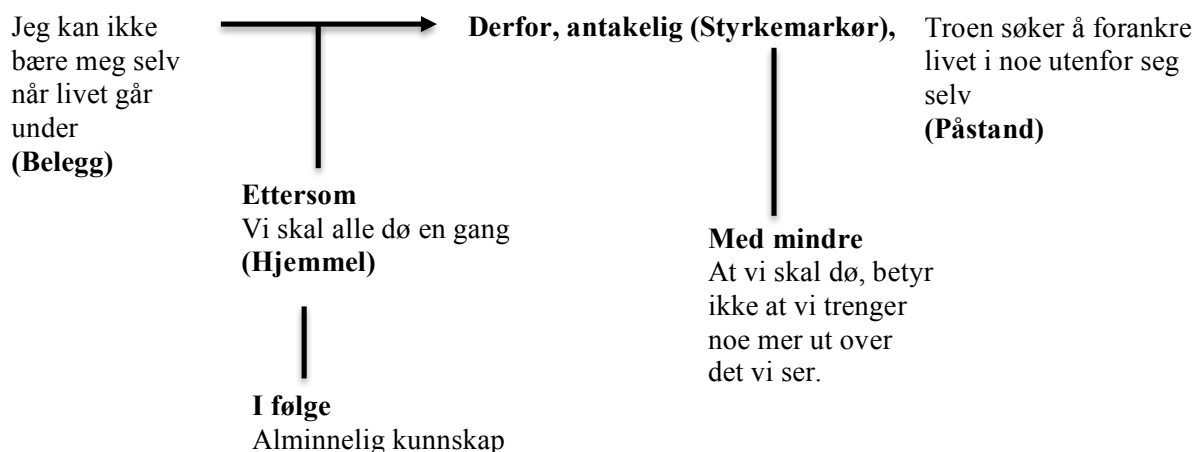 Jeg kan ikke
bære meg selv
når livet går
under
(Belegg)
Derfor, antakelig (Styrkemarkør),
Troen søker å forankre
livet i noe utenfor seg
selv
(Påstand)
Ettersom
Vi skal alle dø en gang
(Hjemmel)
Med mindre
At vi skal dø, betyr
ikke at vi trenger
noe mer ut over
det vi ser.
I følge
Alminnelig kunnskap